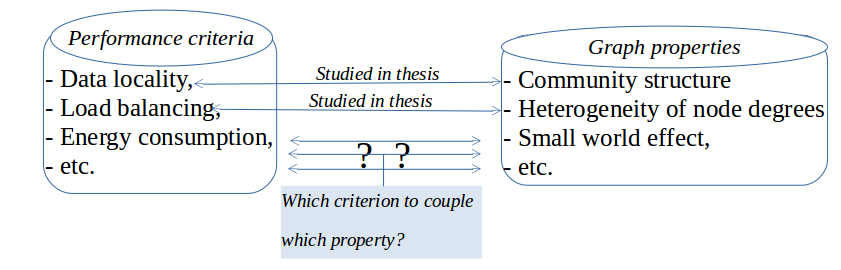 Performance criteria
- Data locality,
- Load balancing,
- Energy consumption,
- etc.
Studied in thesis
Studied in thesis
? ?
Which criterion to couple
which property?
Graph properties
- Community structure
- Heterogeneity of node degrees
- Small world effect,
- etc.